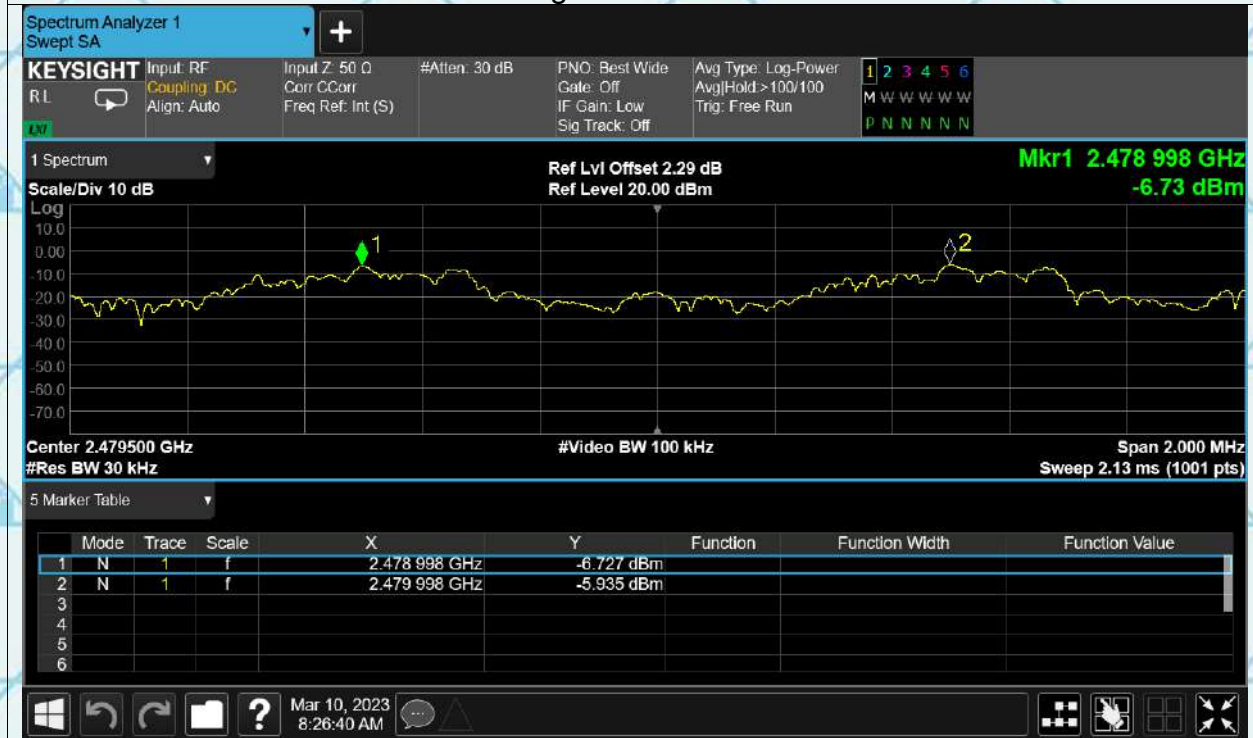 Spectrum Analyzer 1
Swept SA
+
KEYSIGHT Input: RF Input Z: 50 Ω #Atten: 30 dB PNO: Best Wide Avg Type: Log-Power 1 2 3 4 5 6
RL Coupling: DC Corr CCorr Gate: Off Avg|Hold:>100/100 M W W W W W
Align: Auto Freq Ref: Int (S) IF Gain: Low Trig: Free Run
LXI Sig Track: Off P N N N N N
1 Spectrum Ref Lvl Offset 2.29 dB Mkr1 2.478 998 GHz
Scale/Div 10 dB Ref Level 20.00 dBm -6.73 dBm
Log
10.0
1 2
0.00
-10.0
-20.0
-30.0
-40.0
-50.0
-60.0
-70.0
Center 2.479500 GHz #Video BW 100 kHz Span 2.000 MHz
#Res BW 30 kHz Sweep 2.13 ms (1001 pts)
5 Marker Table
Mode Trace Scale X Y Function Function Width Function Value
1 N 1 f 2.478 998 GHz -6.727 dBm
2 N 1 f 2.479 998 GHz -5.935 dBm
3
4
5
6
? Mar 10, 2023
8:26:40 AM